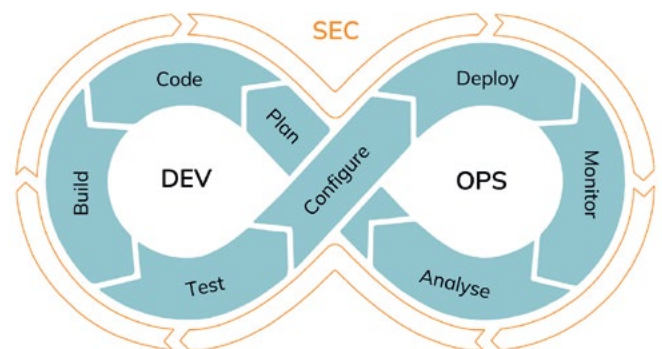 SEC
Code
Deploy
Plan
Configure
Build
DEV
OPS
Monitor
Test
Analyse